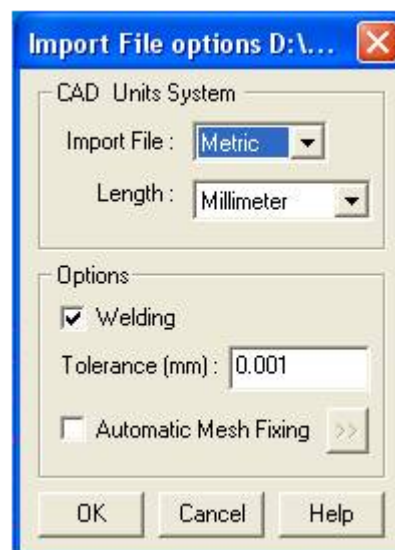 Import File options D:\...
CAD Units System
Import File : Metric
Length : Millimeter
Options
Welding
Tolerance (mm) : 0.001
Automatic Mesh Fixing >>
OK Cancel Help